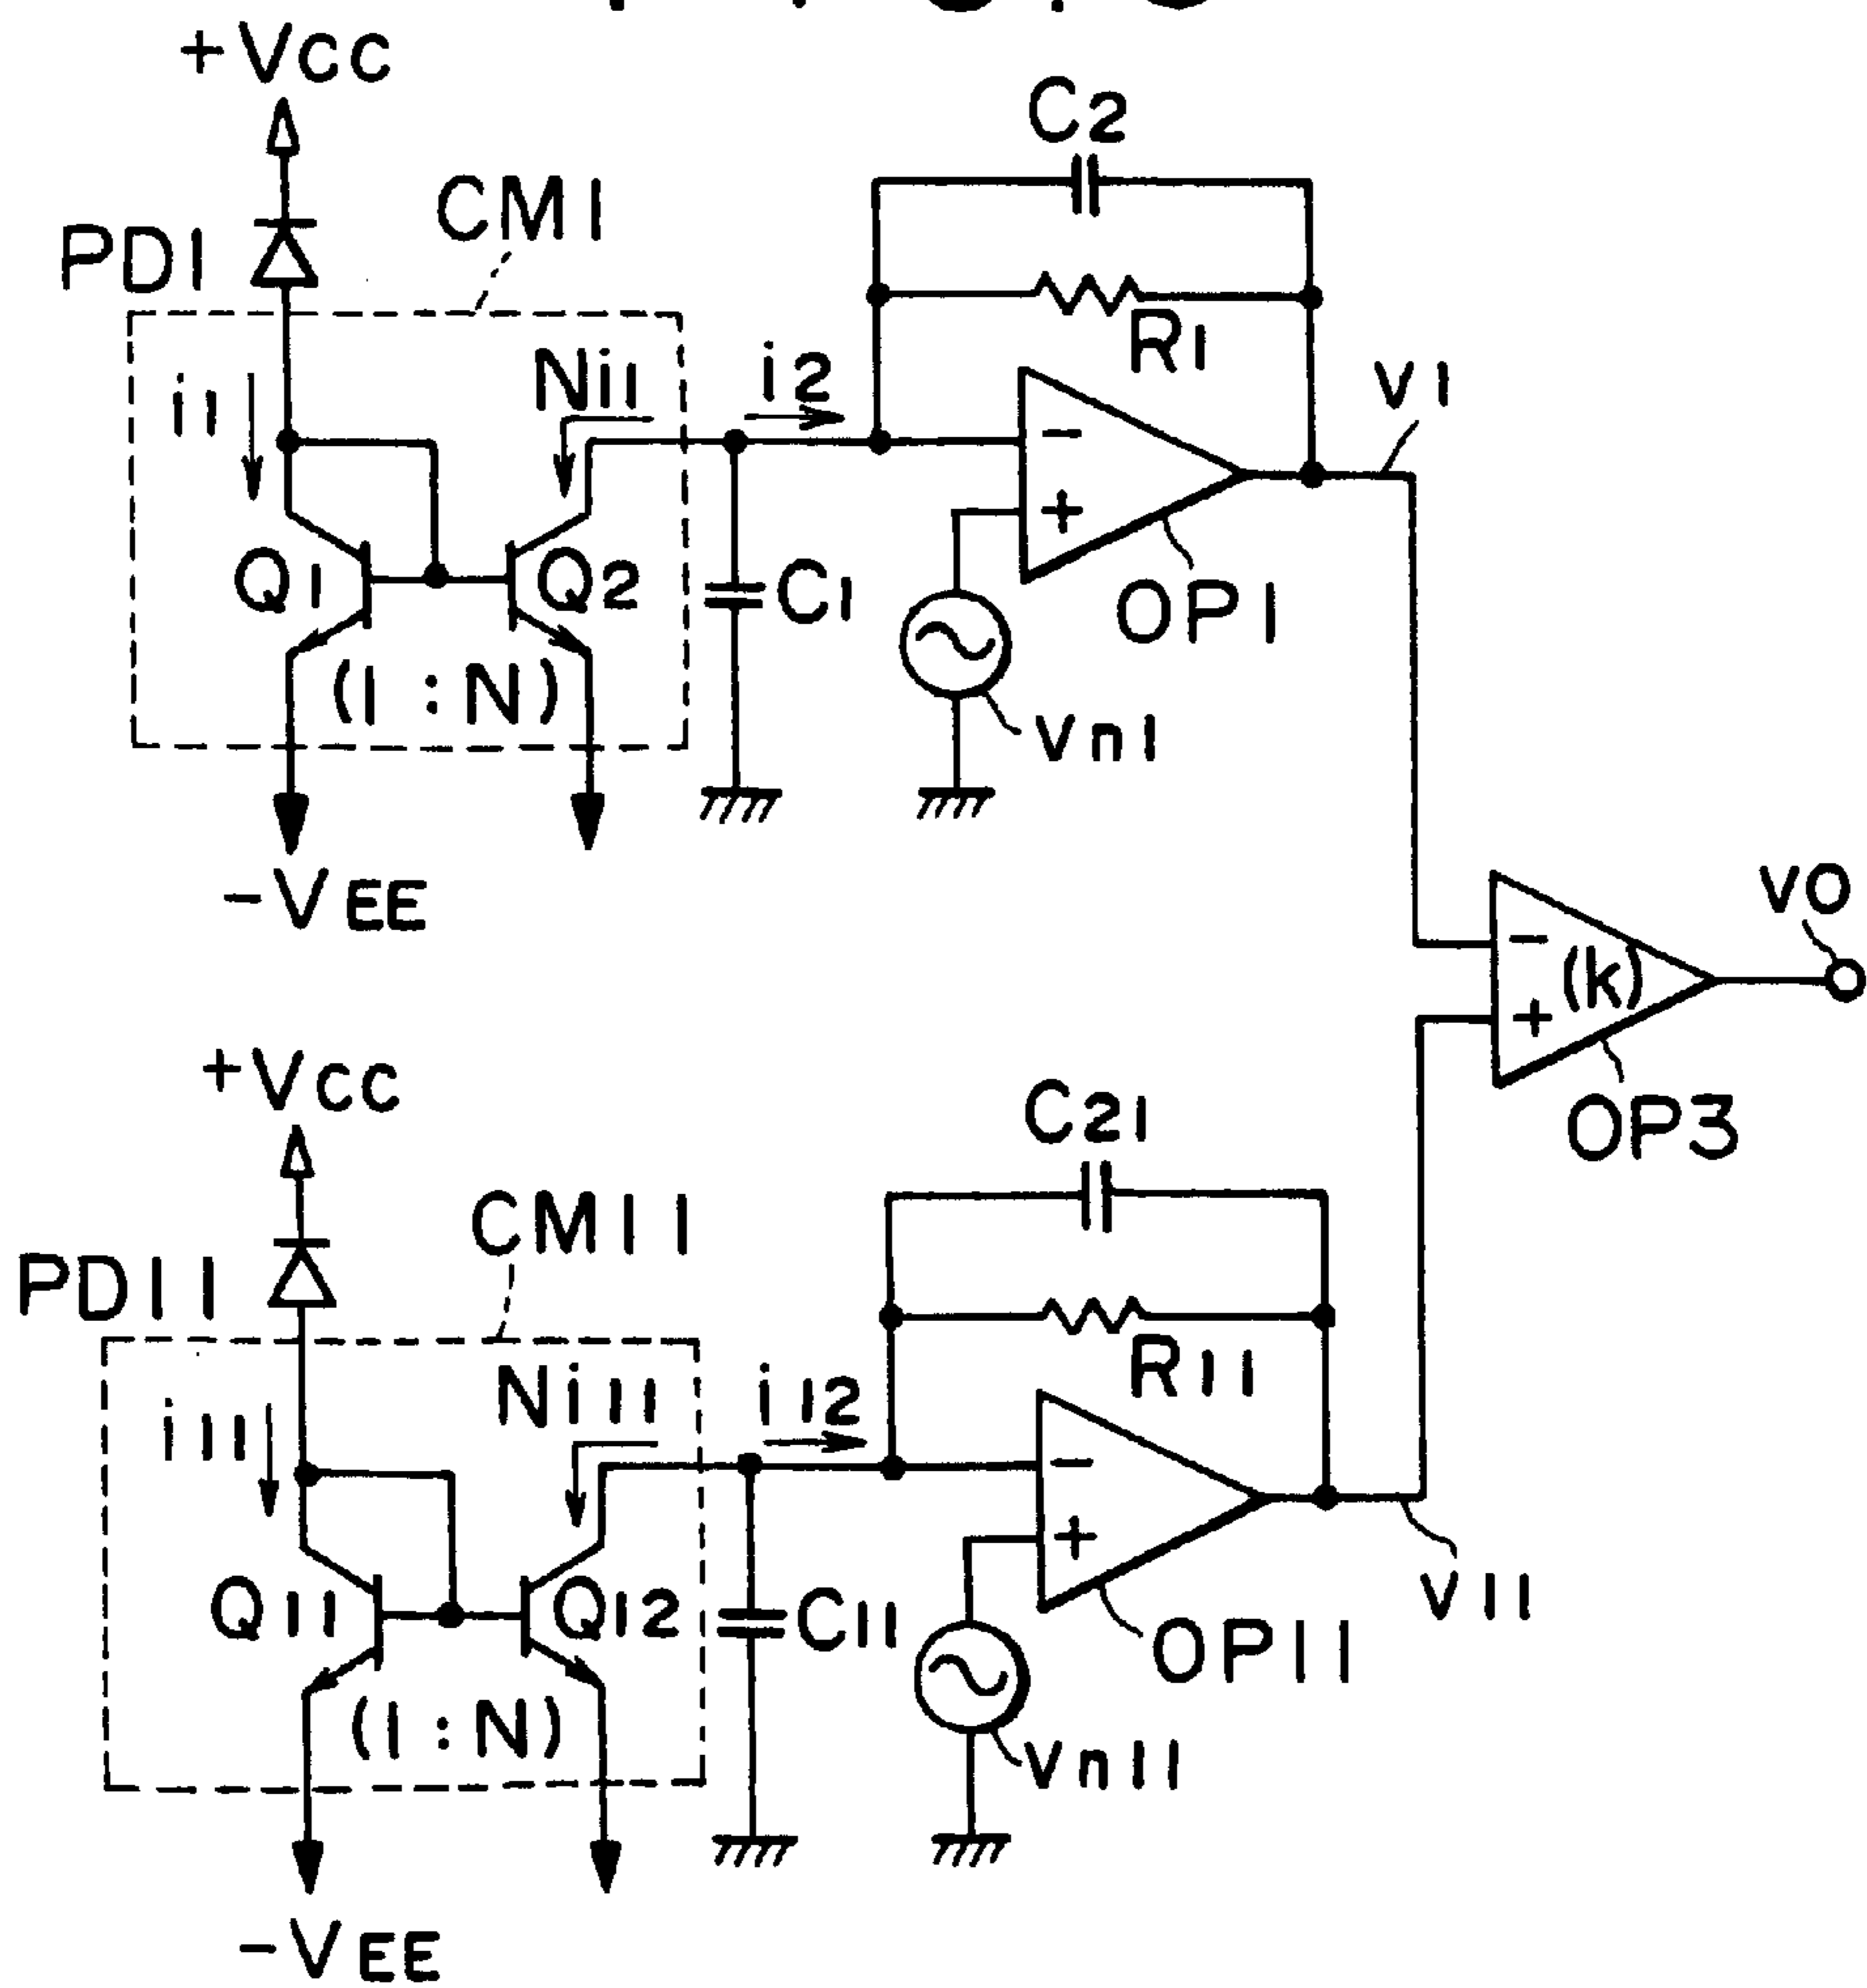 +VCC
C2
CM1
PD1
R1
i1
Ni1
i2
V1
-
+
Q1
Q2
C1
OP1
(1:N)
Vn1
-VEE
VO
-
(k)
+
OP3
+VCC
C21
CM11
PD11
R11
i11
Ni11
i12
-
+
Q11
Q12
C11
OP11
V11
(1:N)
Vn11
-VEE